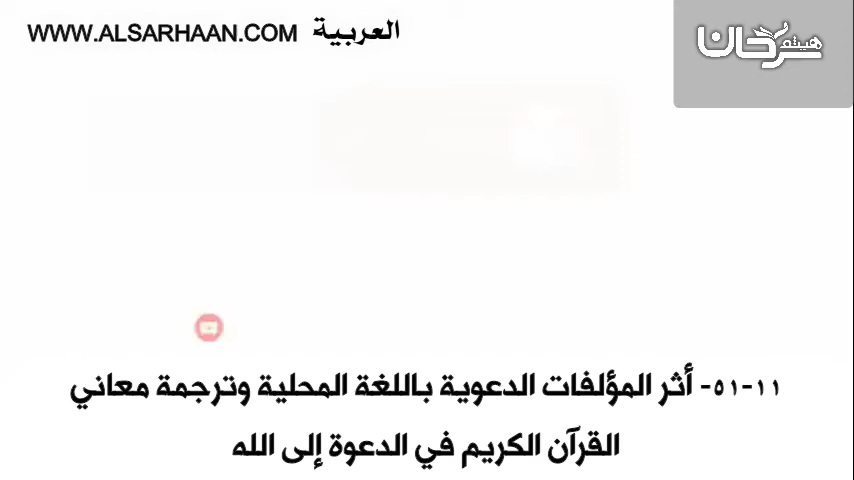 WWW.ALSARHAAN.COM العربية
هيثم سرحان
١١-٥١- أثر المؤلفات الدعوية باللغة المحلية وترجمة معاني
القرآن الكريم في الدعوة إلى الله